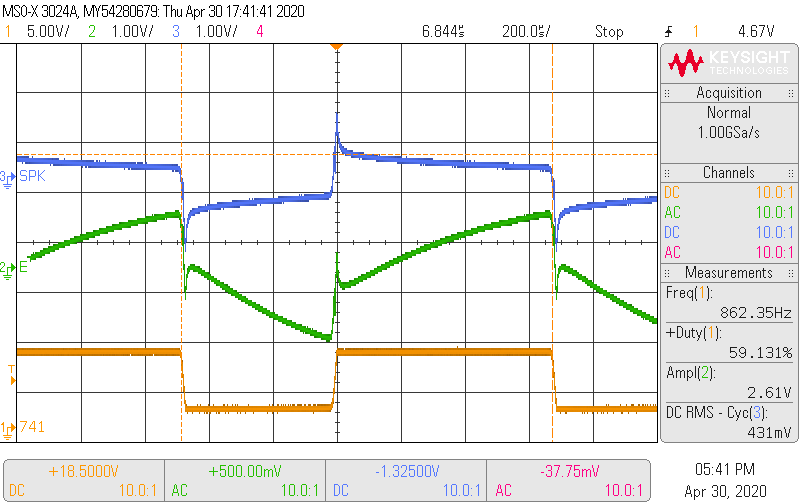 MSO-X 3024A, MY54280679: Thu Apr 30 17:41:41 2020
1 5.00V/ 2 1.00V/ 3 1.00V/ 4 6.844s 200.0s/ Stop 1 4.67V
KEYSIGHT
TECHNOLOGIES
Acquisition
Normal
1.00GSa/s
Channels
DC 10.0:1
AC 10.0:1
DC 10.0:1
AC 10.0:1
Measurements
Freq(1):
862.35Hz
+Duty(1):
59.131%
Ampl(2):
2.61V
DC RMS - Cyc(3):
431mV
3 SPK
2 E
T
1 741
+18.5000V +500.00mV -1.32500V -37.75mV
DC 10.0:1 AC 10.0:1 DC 10.0:1 AC 10.0:1
05:41 PM
Apr 30, 2020